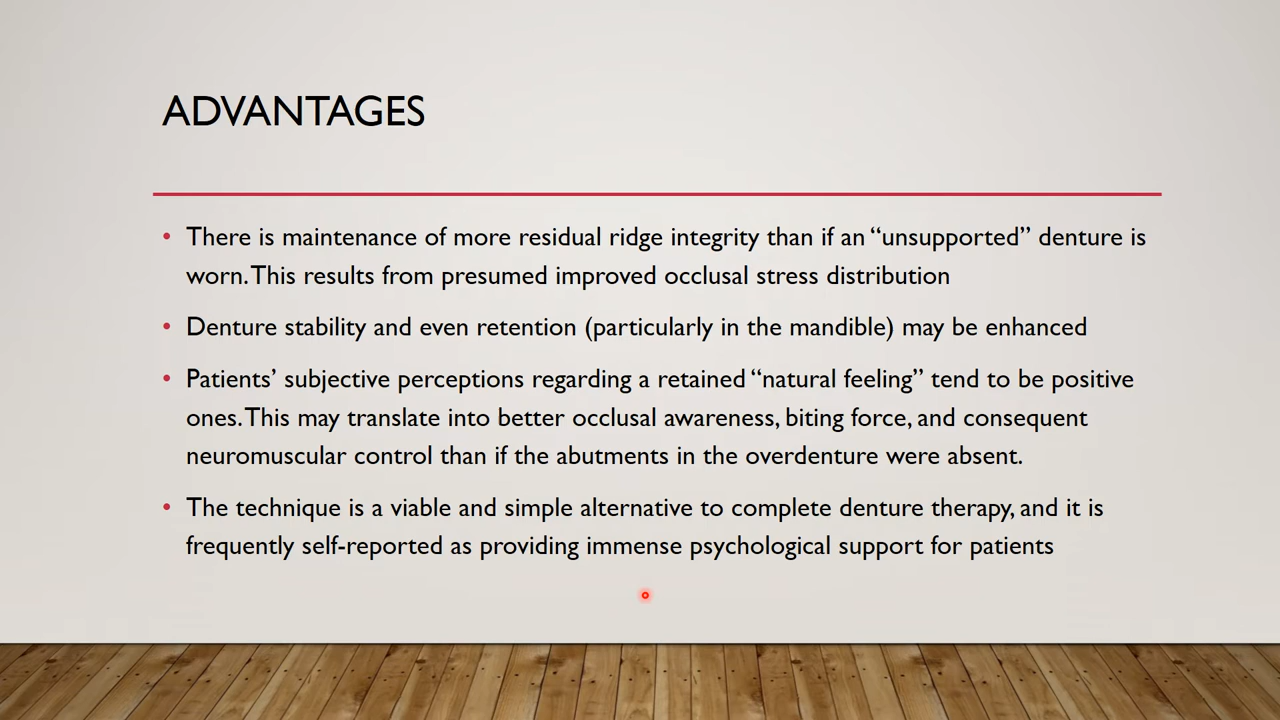 ADVANTAGES
• There is maintenance of more residual ridge integrity than if an “unsupported” denture is
worn. This results from presumed improved occlusal stress distribution
• Denture stability and even retention (particularly in the mandible) may be enhanced
• Patients’ subjective perceptions regarding a retained “natural feeling” tend to be positive
ones. This may translate into better occlusal awareness, biting force, and consequent
neuromuscular control than if the abutments in the overdenture were absent.
• The technique is a viable and simple alternative to complete denture therapy, and it is
frequently self-reported as providing immense psychological support for patients